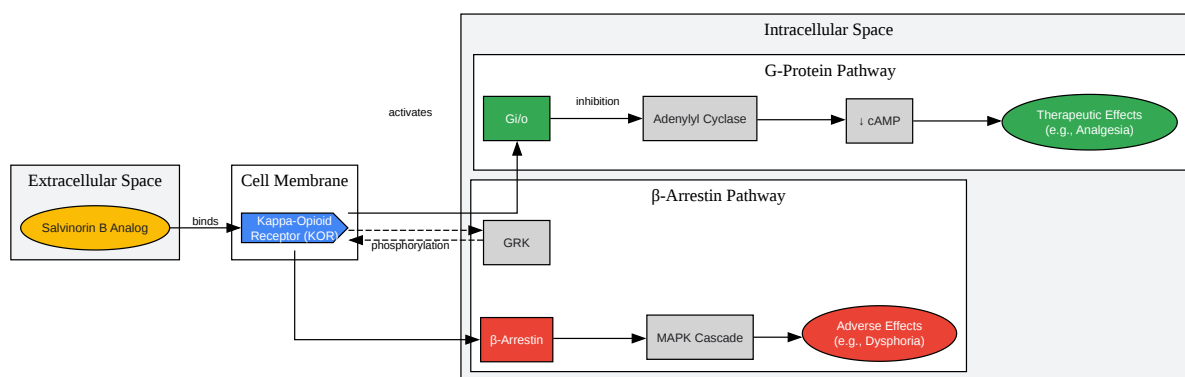 Intracellular Space
G-Protein Pathway
activates
Gi/o
inhibition
Adenylyl Cyclase
↓ cAMP
Therapeutic Effects
(e.g., Analgesia)
Extracellular Space
Salvinorin B Analog
binds
Cell Membrane
Kappa-Opioid
Receptor (KOR)
phosphorylation
β-Arrestin Pathway
GRK
β-Arrestin
MAPK Cascade
Adverse Effects
(e.g., Dysphoria)